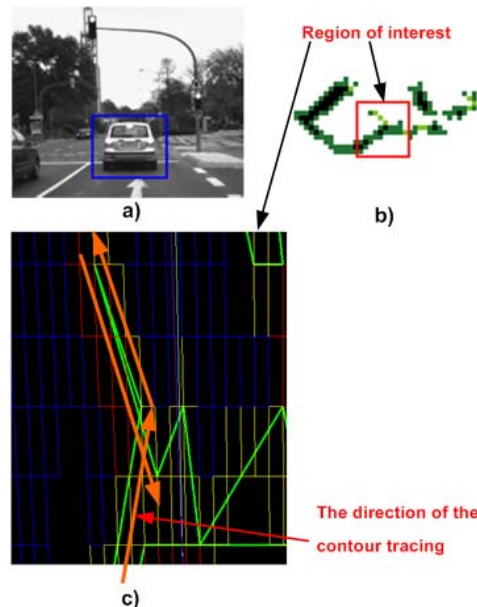 Region of interest
a)
b)
The direction of the
contour tracing
c)